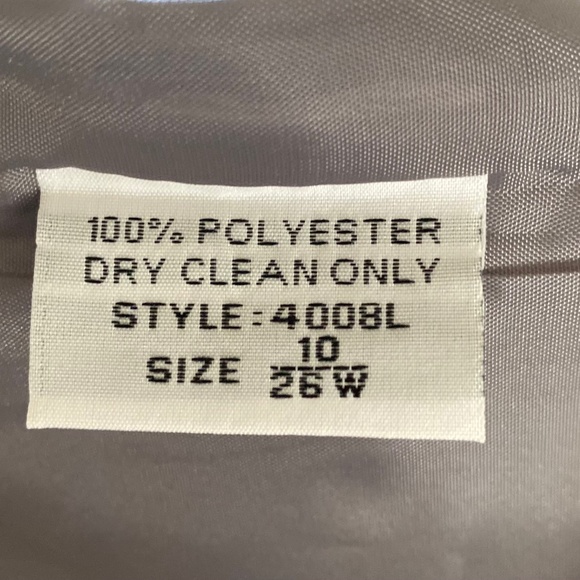 100% POLYESTER
DRY CLEAN ONLY
STYLE:4008L
SIZE 10
26W